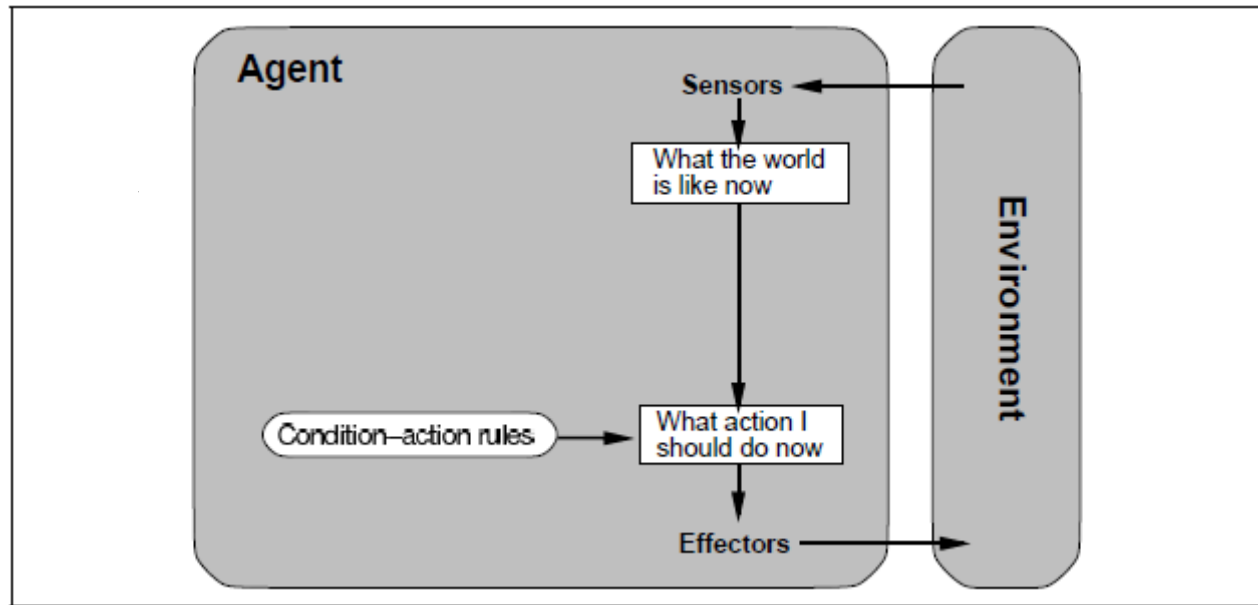 Agent
Sensors
What the world
is like now
Environment
Condition–action rules
What action I
should do now
Effectors